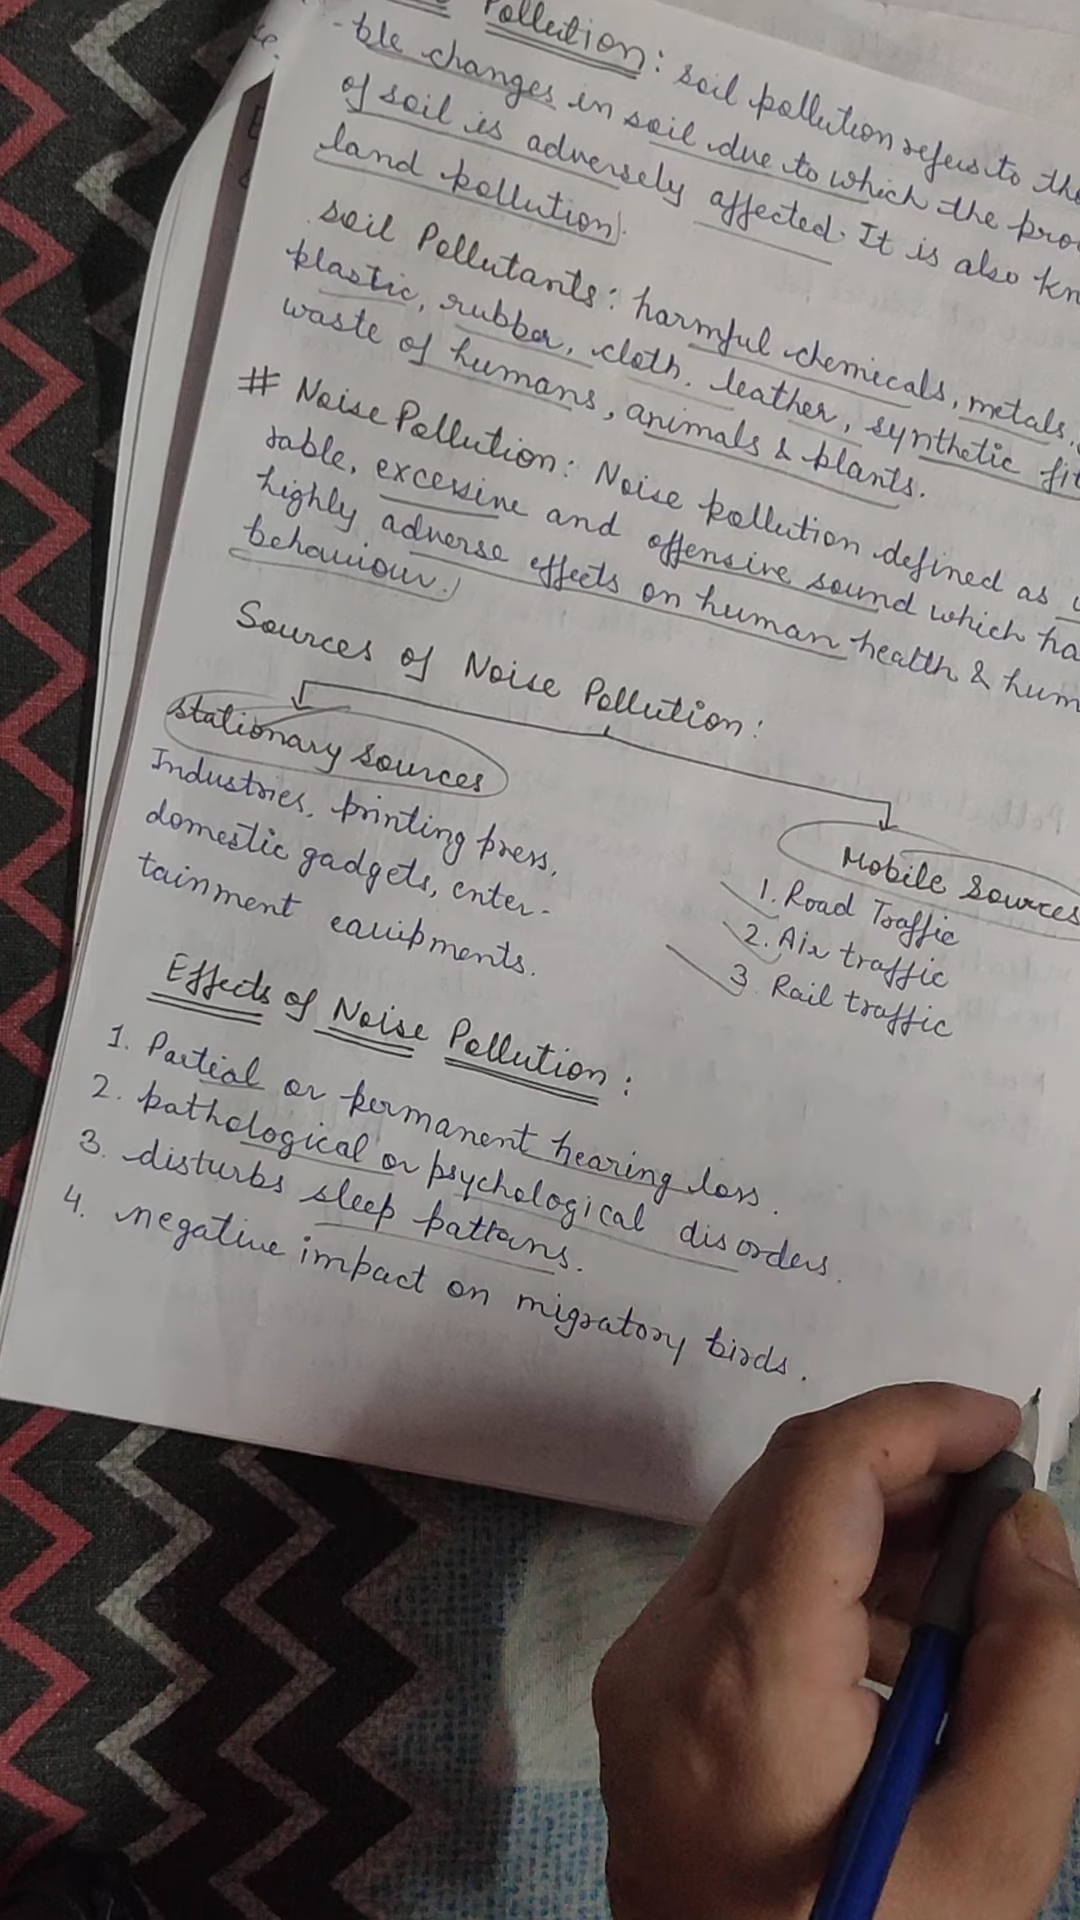 Pollution: soil pollution refers to the
-ble changes in soil due to which the
of soil is adversely affected. It is also
land pollution.
Soil Pollutants: harmful chemicals, metals,
plastic, rubber, cloth, leather, synthetic
waste of humans, animals & plants.
# Noise Pollution: Noise pollution defined as
table, excessive and offensive sound which
highly adverse effects on human health &
behaviour.
Sources of Noise Pollution:
Stationary Sources
Industries, printing press,
domestic gadgets, enter-
tainment equipments.
Mobile Sources
1. Road Traffic
2. Air traffic
3. Rail traffic
Effects of Noise Pollution:
1. Partial or permanent hearing loss.
2. pathological or psychological disorders.
3. disturbs sleep patterns.
4. negative impact on migratory birds.